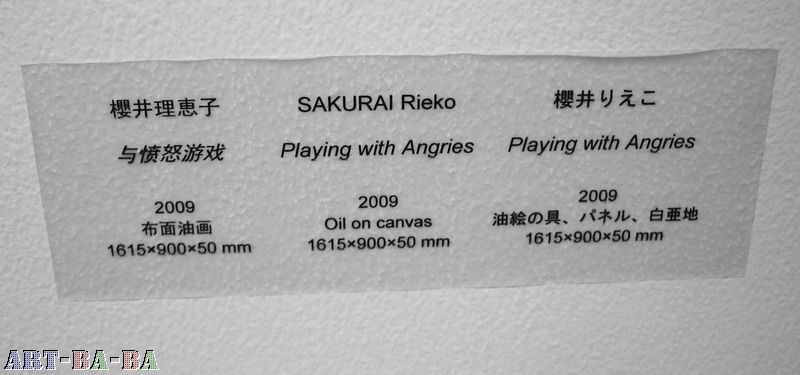 櫻井理恵子
与愤怒游戏
2009
布面油画
1615×900×50 mm
SAKURAI Rieko
Playing with Angries
2009
Oil on canvas
1615×900×50 mm
櫻井りえこ
Playing with Angries
2009
油絵の具、パネル、白亜地
1615×900×50 mm
ART-BA-BA